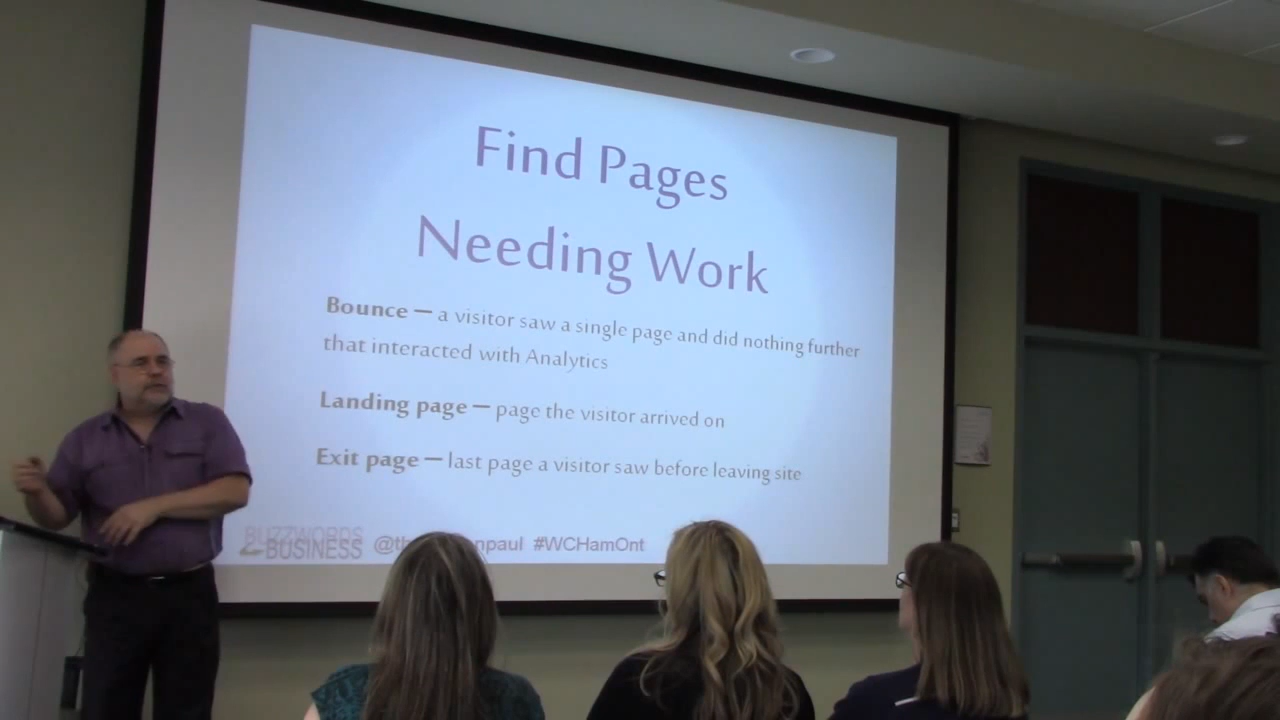 Find Pages
Needing Work
Bounce – a visitor saw a single page and did nothing further
that interacted with Analytics
Landing page – page the visitor arrived on
Exit page – last page a visitor saw before leaving site
BUZZWORDS
2 BUSINESS
#WCHamOnt